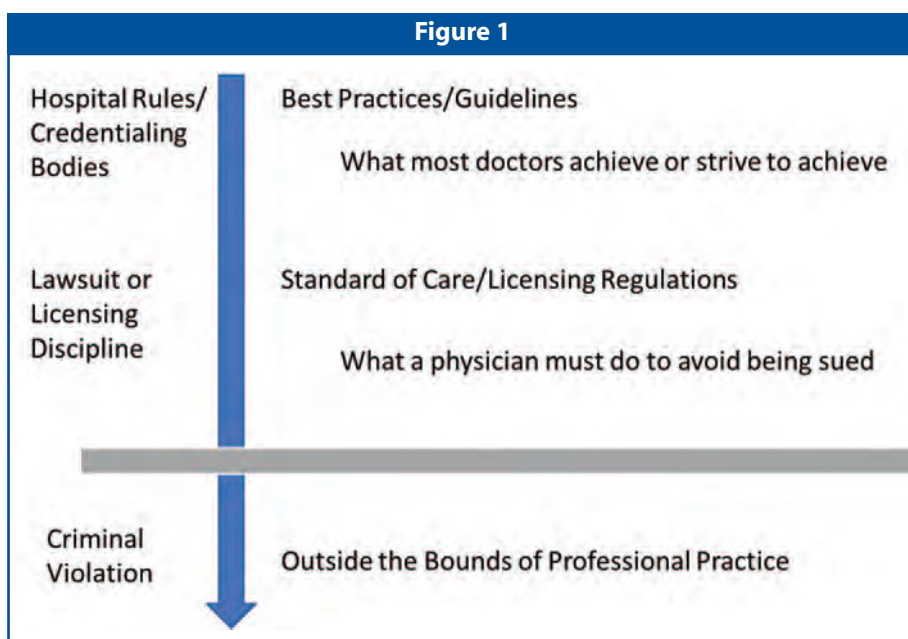 Figure 1
Hospital Rules/
Credentialing
Bodies
Best Practices/Guidelines
What most doctors achieve or strive to achieve
Lawsuit or
Licensing
Discipline
Standard of Care/Licensing Regulations
What a physician must do to avoid being sued
Criminal
Violation
Outside the Bounds of Professional Practice